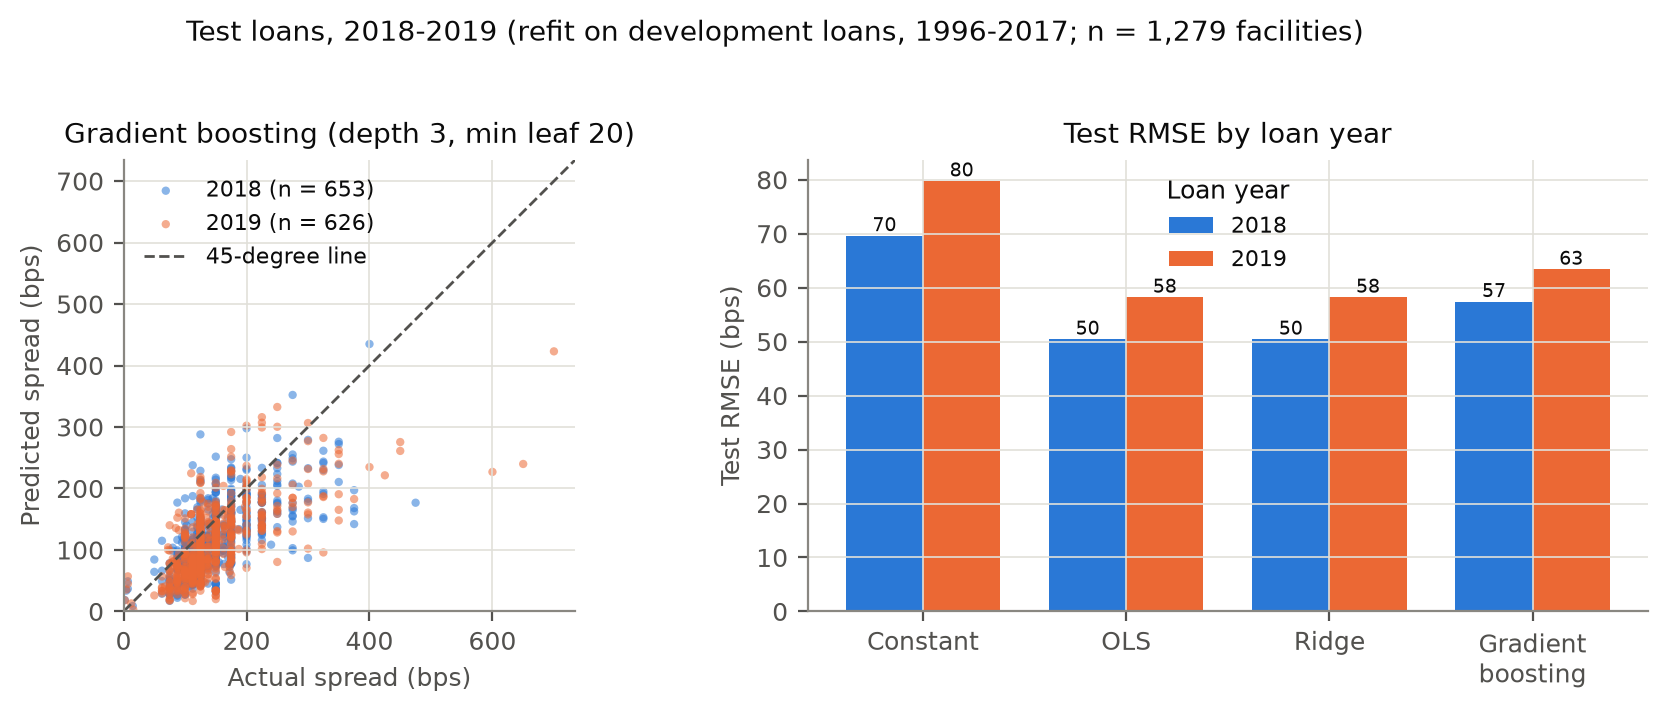 Test loans, 2018-2019 (refit on development loans, 1996-2017; n = 1,279 facilities)
Gradient boosting (depth 3, min leaf 20)
2018 (n = 653)
2019 (n = 626)
45-degree line
Predicted spread (bps)
700
600
500
400
300
200
100
0
0 200 400 600
Actual spread (bps)
Test RMSE by loan year
Loan year
2018
2019
Test RMSE (bps)
80
70
60
50
40
30
20
10
0
70 80 50 58 50 58 57 63
Constant OLS Ridge Gradient
boosting